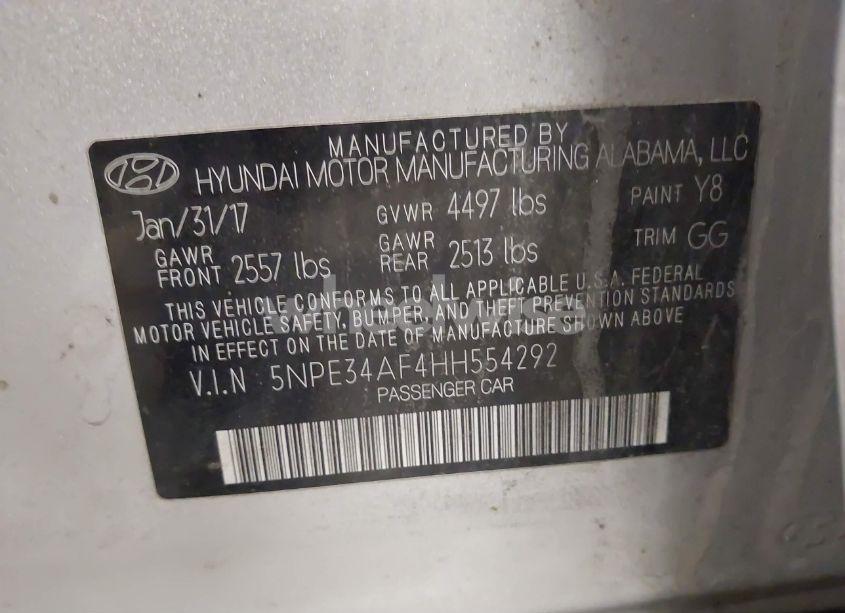 MANUFACTURED BY
HYUNDAI MOTOR MANUFACTURING ALABAMA, LLC
Jan/31/17 GVWR 4497 lbs PAINT Y8
GAWR FRONT 2557 lbs GAWR REAR 2513 lbs TRIM GG
THIS VEHICLE CONFORMS TO ALL APPLICABLE U.S.A. FEDERAL
MOTOR VEHICLE SAFETY, BUMPER, AND THEFT PREVENTION STANDARDS
IN EFFECT ON THE DATE OF MANUFACTURE SHOWN ABOVE
V.I.N 5NPE34AF4HH554292
PASSENGER CAR